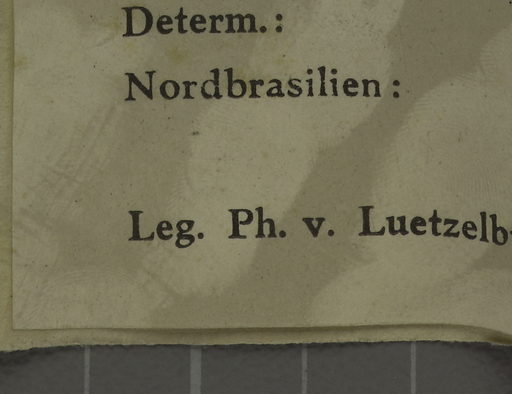 Determ.:
Nordbrasilien:
Leg. Ph. v. Luetzelb